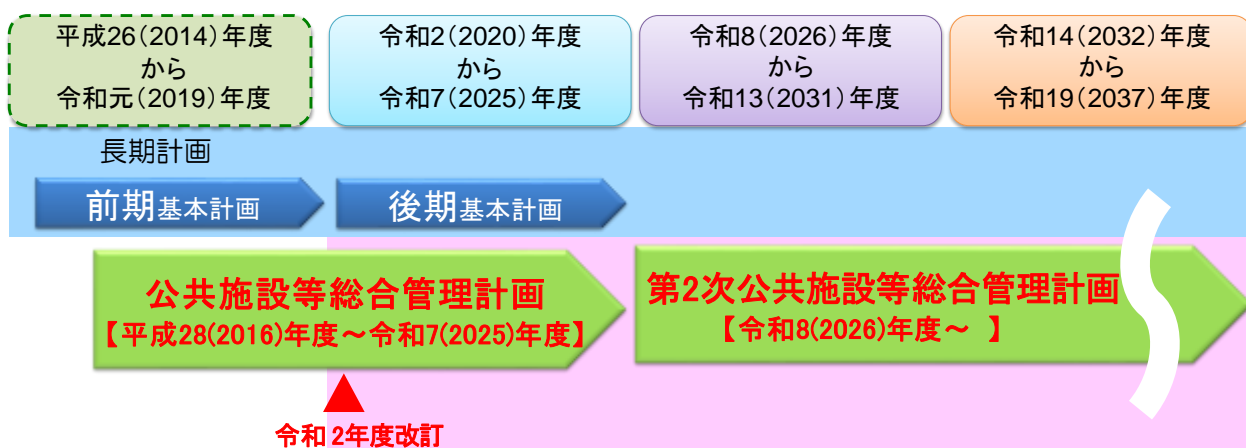 平成26(2014)年度
から
令和元(2019)年度
令和2(2020)年度
から
令和7(2025)年度
令和8(2026)年度
から
令和13(2031)年度
令和14(2032)年度
から
令和19(2037)年度
長期計画
前期基本計画
後期基本計画
公共施設等総合管理計画
【平成28(2016)年度～令和7(2025)年度】
第2次公共施設等総合管理計画
【令和8(2026)年度～ 】
令和2年度改訂